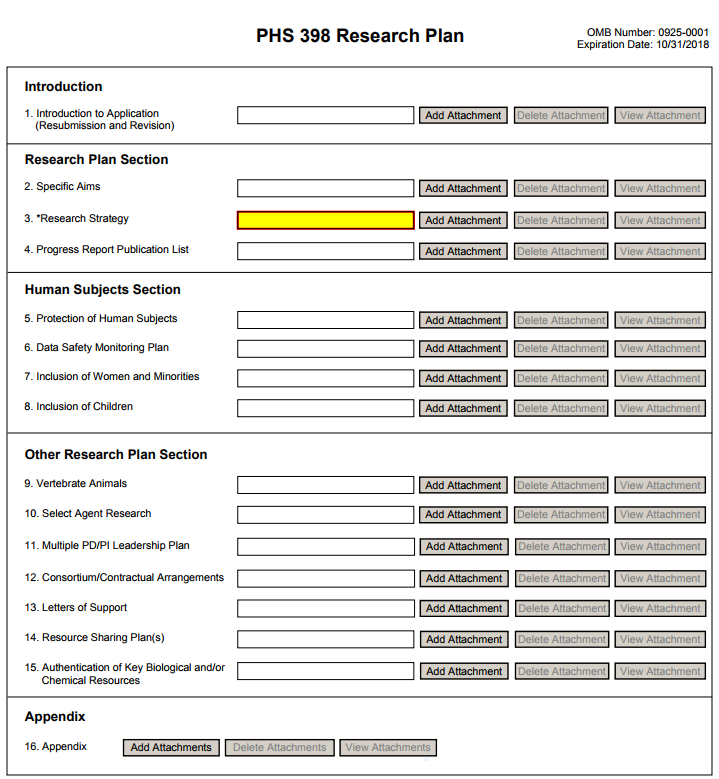 PHS 398 Research Plan
OMB Number: 0925-0001
Expiration Date: 10/31/2018
Introduction
1. Introduction to Application
(Resubmission and Revision)
Add Attachment Delete Attachment View Attachment
Research Plan Section
2. Specific Aims Add Attachment Delete Attachment View Attachment
3. *Research Strategy Add Attachment Delete Attachment View Attachment
4. Progress Report Publication List Add Attachment Delete Attachment View Attachment
Human Subjects Section
5. Protection of Human Subjects Add Attachment Delete Attachment View Attachment
6. Data Safety Monitoring Plan Add Attachment Delete Attachment View Attachment
7. Inclusion of Women and Minorities Add Attachment Delete Attachment View Attachment
8. Inclusion of Children Add Attachment Delete Attachment View Attachment
Other Research Plan Section
9. Vertebrate Animals Add Attachment Delete Attachment View Attachment
10. Select Agent Research Add Attachment Delete Attachment View Attachment
11. Multiple PD/PI Leadership Plan Add Attachment Delete Attachment View Attachment
12. Consortium/Contractual Arrangements Add Attachment Delete Attachment View Attachment
13. Letters of Support Add Attachment Delete Attachment View Attachment
14. Resource Sharing Plan(s) Add Attachment Delete Attachment View Attachment
15. Authentication of Key Biological and/or
Chemical Resources
Add Attachment Delete Attachment View Attachment
Appendix
16. Appendix Add Attachments Delete Attachments View Attachments